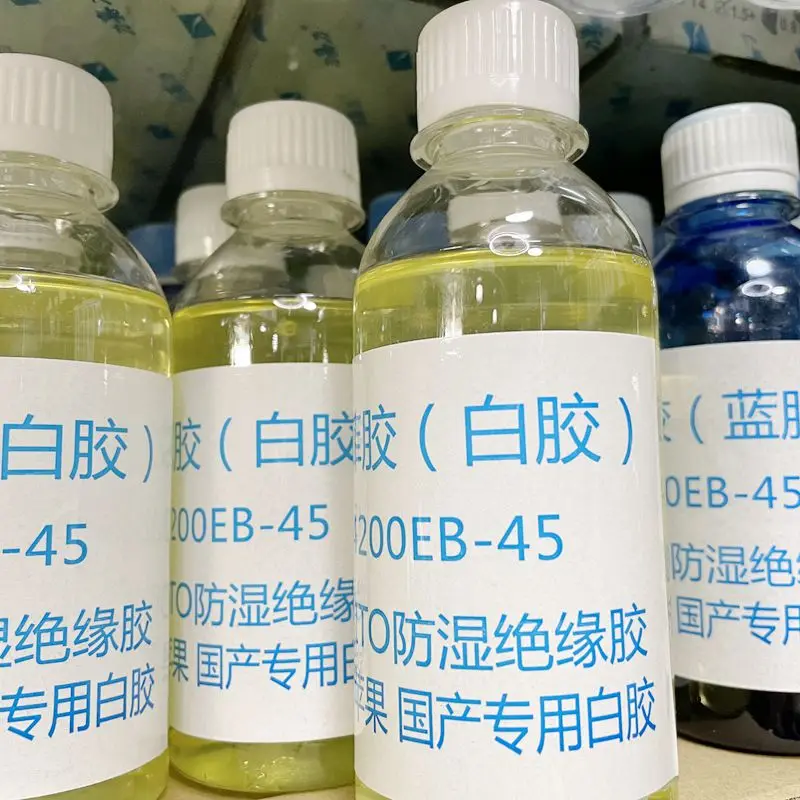 （白胶）
-45
湿绝缘胶
专用白胶
胶（白胶
200EB-45
TO防湿绝缘
果 国产专用白
胶（白胶）
200EB-45
TO防湿绝缘胶
果 国产专用白胶
（蓝胶
0EB-45
防湿绝
国产专用